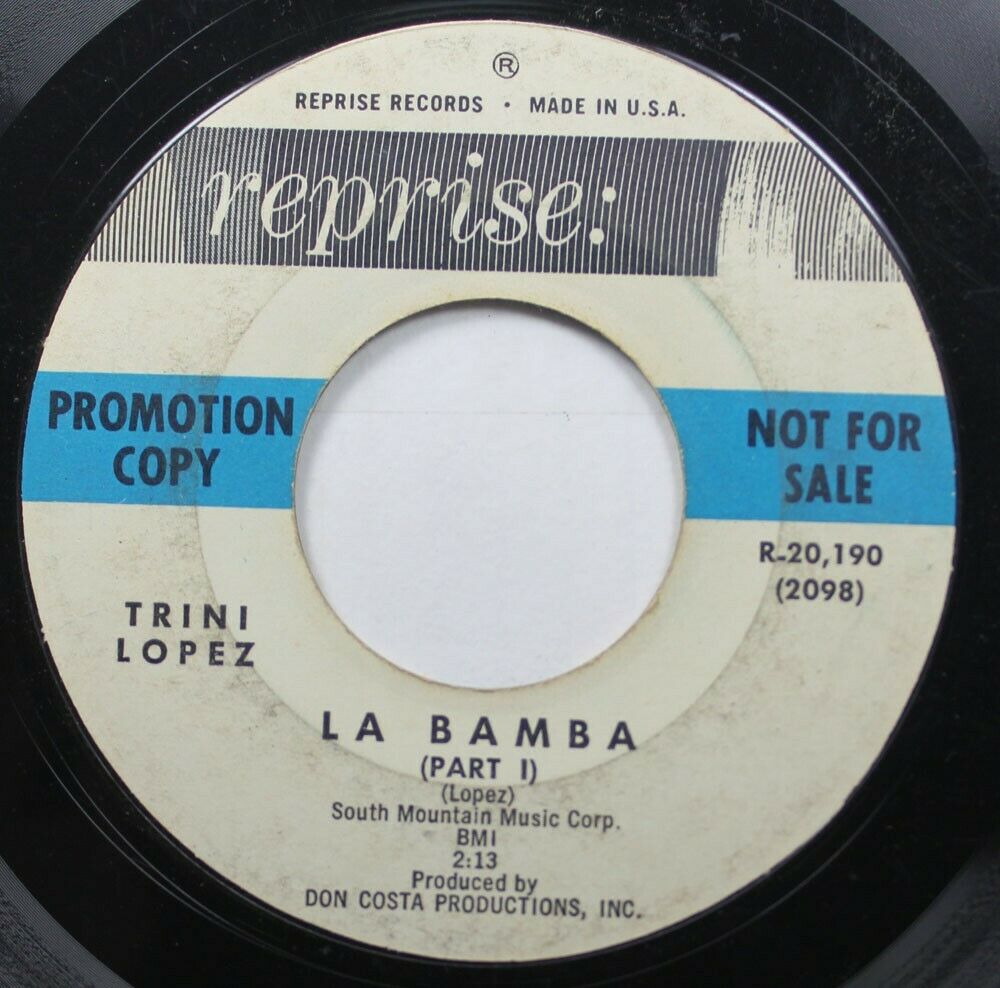 ®
REPRISE RECORDS • MADE IN U.S.A.
reprise:
PROMOTION
COPY
NOT FOR
SALE
R-20,190
(2098)
TRINI
LOPEZ
LA BAMBA
(PART I)
(Lopez)
South Mountain Music Corp.
BMI
2:13
Produced by
DON COSTA PRODUCTIONS, INC.